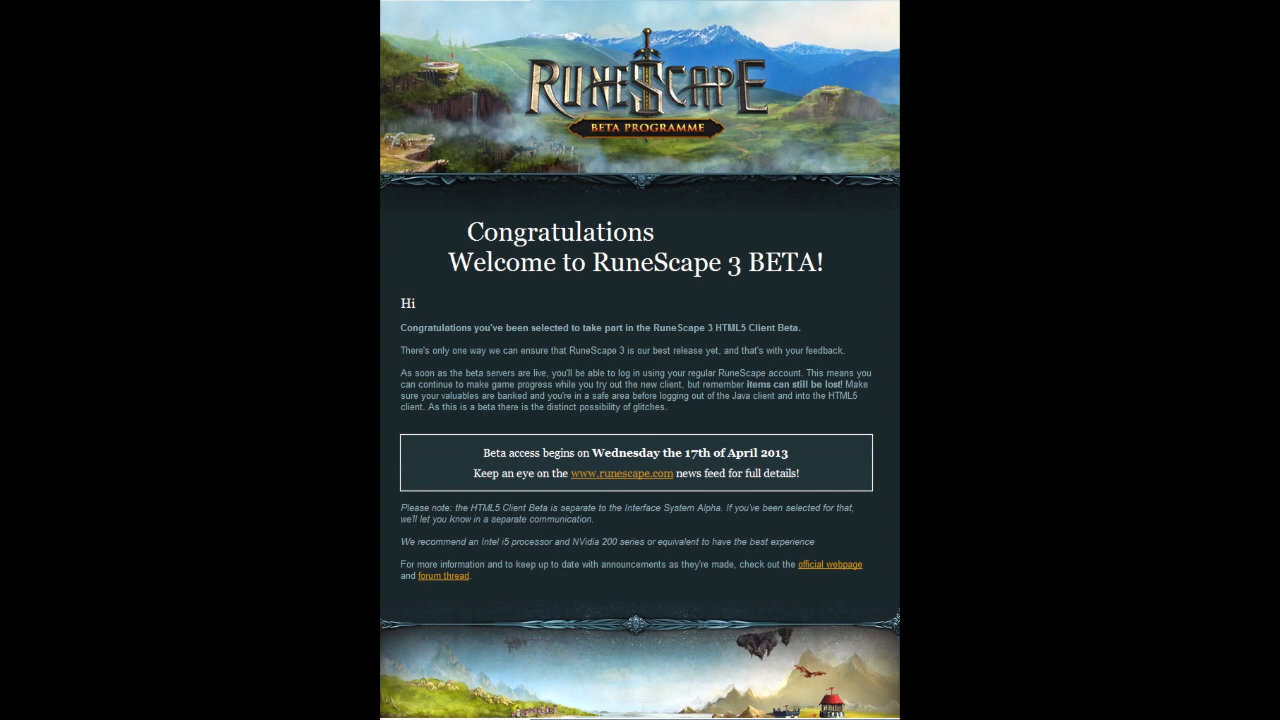 RUNESCAPE
BETA PROGRAMME
Congratulations
Welcome to RuneScape 3 BETA!
Hi
Congratulations you've been selected to take part in the RuneScape 3 HTML5 Client Beta.
There's only one way we can ensure that RuneScape 3 is our best release yet, and that's with your feedback.
As soon as the beta servers are live, you'll be able to log in using your regular RuneScape account. This means you
can continue to make game progress while you try out the new client, but remember items can still be lost! Make
sure your valuables are banked and you're in a safe area before logging out of the Java client and into the HTML5
client. As this is a beta there is the distinct possibility of glitches.
Beta access begins on Wednesday the 17th of April 2013
Keep an eye on the www.runescape.com news feed for full details!
Please note: the HTML5 Client Beta is separate to the Interface System Alpha. If you've been selected for that,
we'll let you know in a separate communication.
We recommend an Intel i5 processor and NVidia 200 series or equivalent to have the best experience
For more information and to keep up to date with announcements as they're made, check out the official webpage
and forum thread.